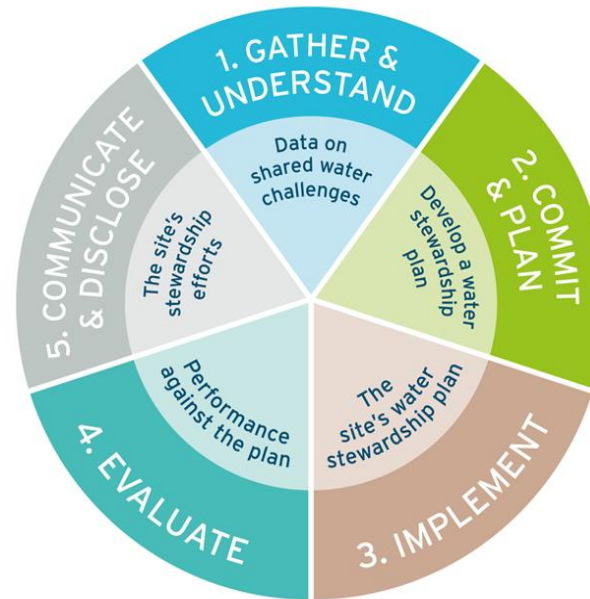 1. GATHER &
UNDERSTAND
Data on
shared water
challenges
2. COMMIT
& PLAN
Develop a water
stewardship
plan
3. IMPLEMENT
The
site's water
stewardship plan
4. EVALUATE
Performance
against the plan
5. COMMUNICATE
& DISCLOSE
The site's
stewardship
efforts